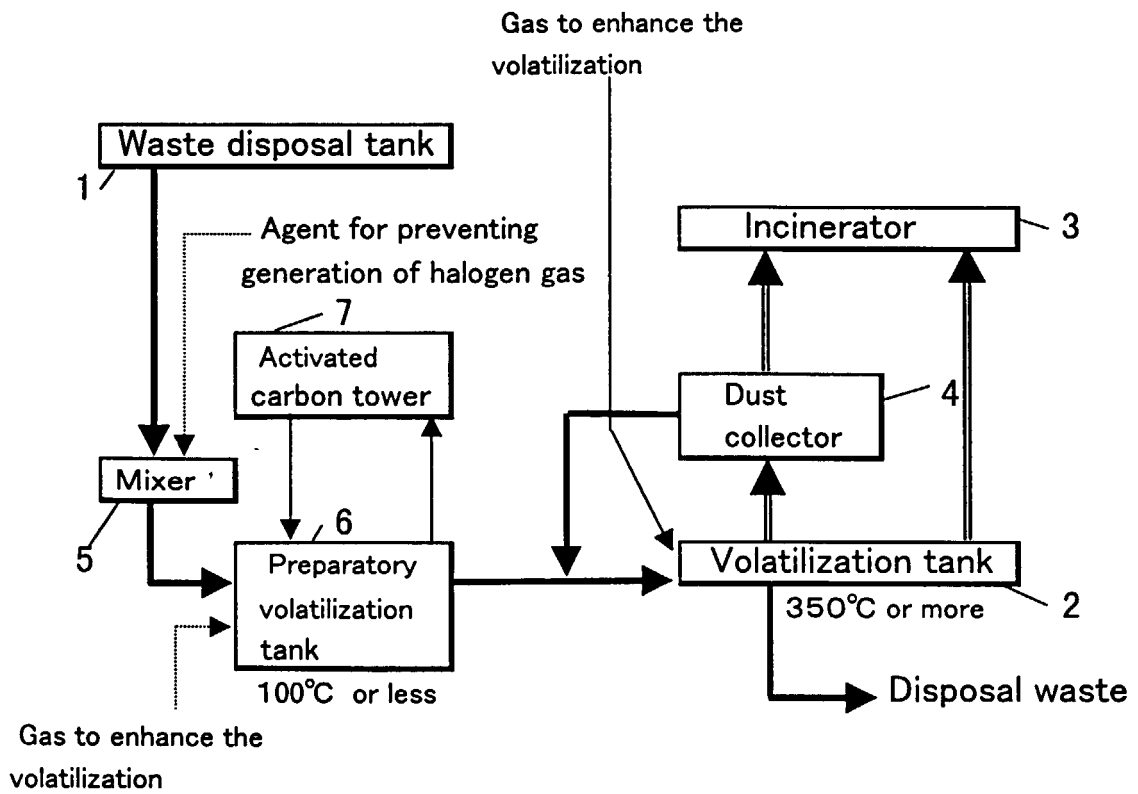 Gas to enhance the
volatilization
Waste disposal tank
1
Agent for preventing
generation of halogen gas
Incinerator
3
7
Activated
carbon tower
Dust
collector
4
Mixer
5
6
Preparatory
volatilization
tank
100°C or less
Volatilization tank
350°C or more
2
Disposal waste
Gas to enhance the
volatilization